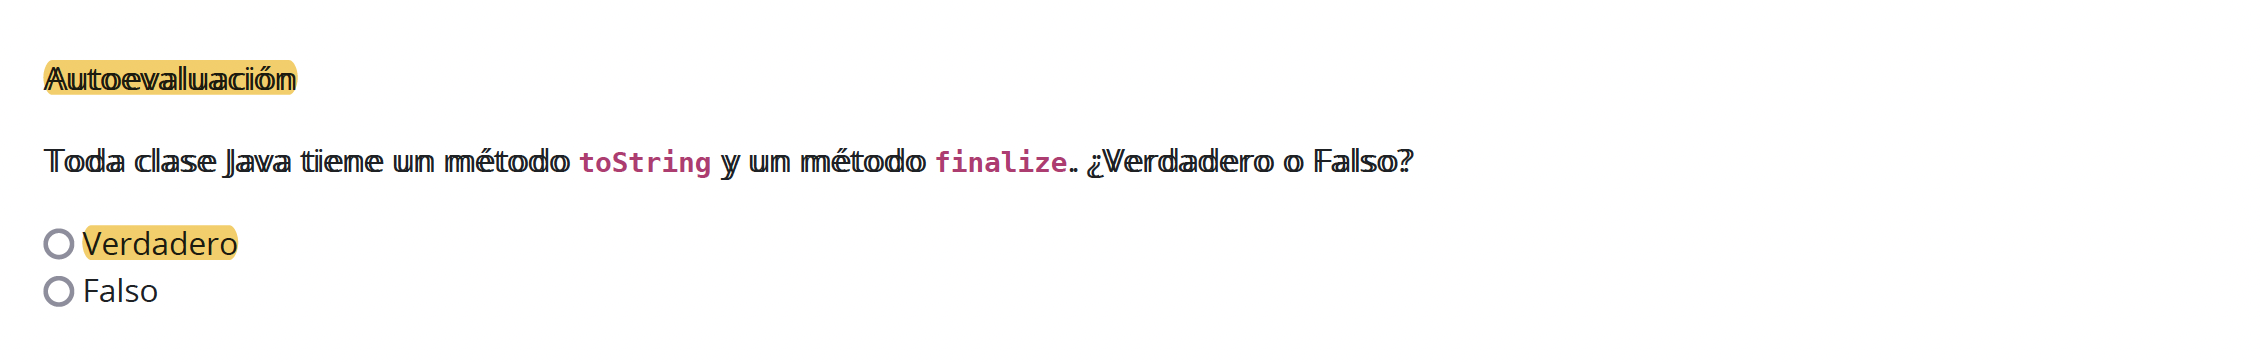 Autoevaluación
Toda clase Java tiene un método toString y un método finalize. ¿Verdadero o Falso?
Verdadero
Falso